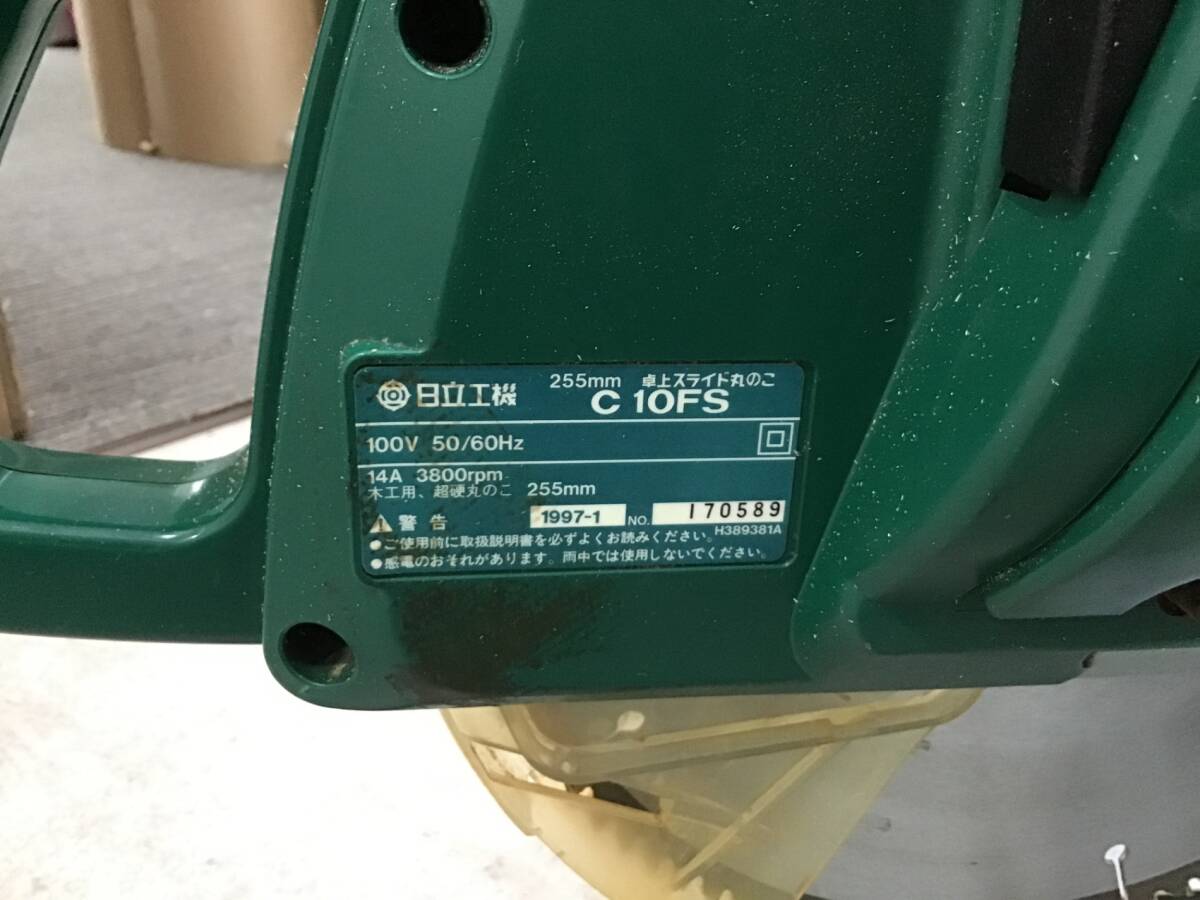 255mm 卓上スライド丸のこ
日立工機 C 10FS
100V 50/60Hz
14A 3800rpm
木工用、超硬丸のこ 255mm
警告 1997-1 NO. 170589
H389381A
●ご使用前に取扱説明書を必ずよくお読みください。
●感電のおそれがあります。雨中では使用しないでください。